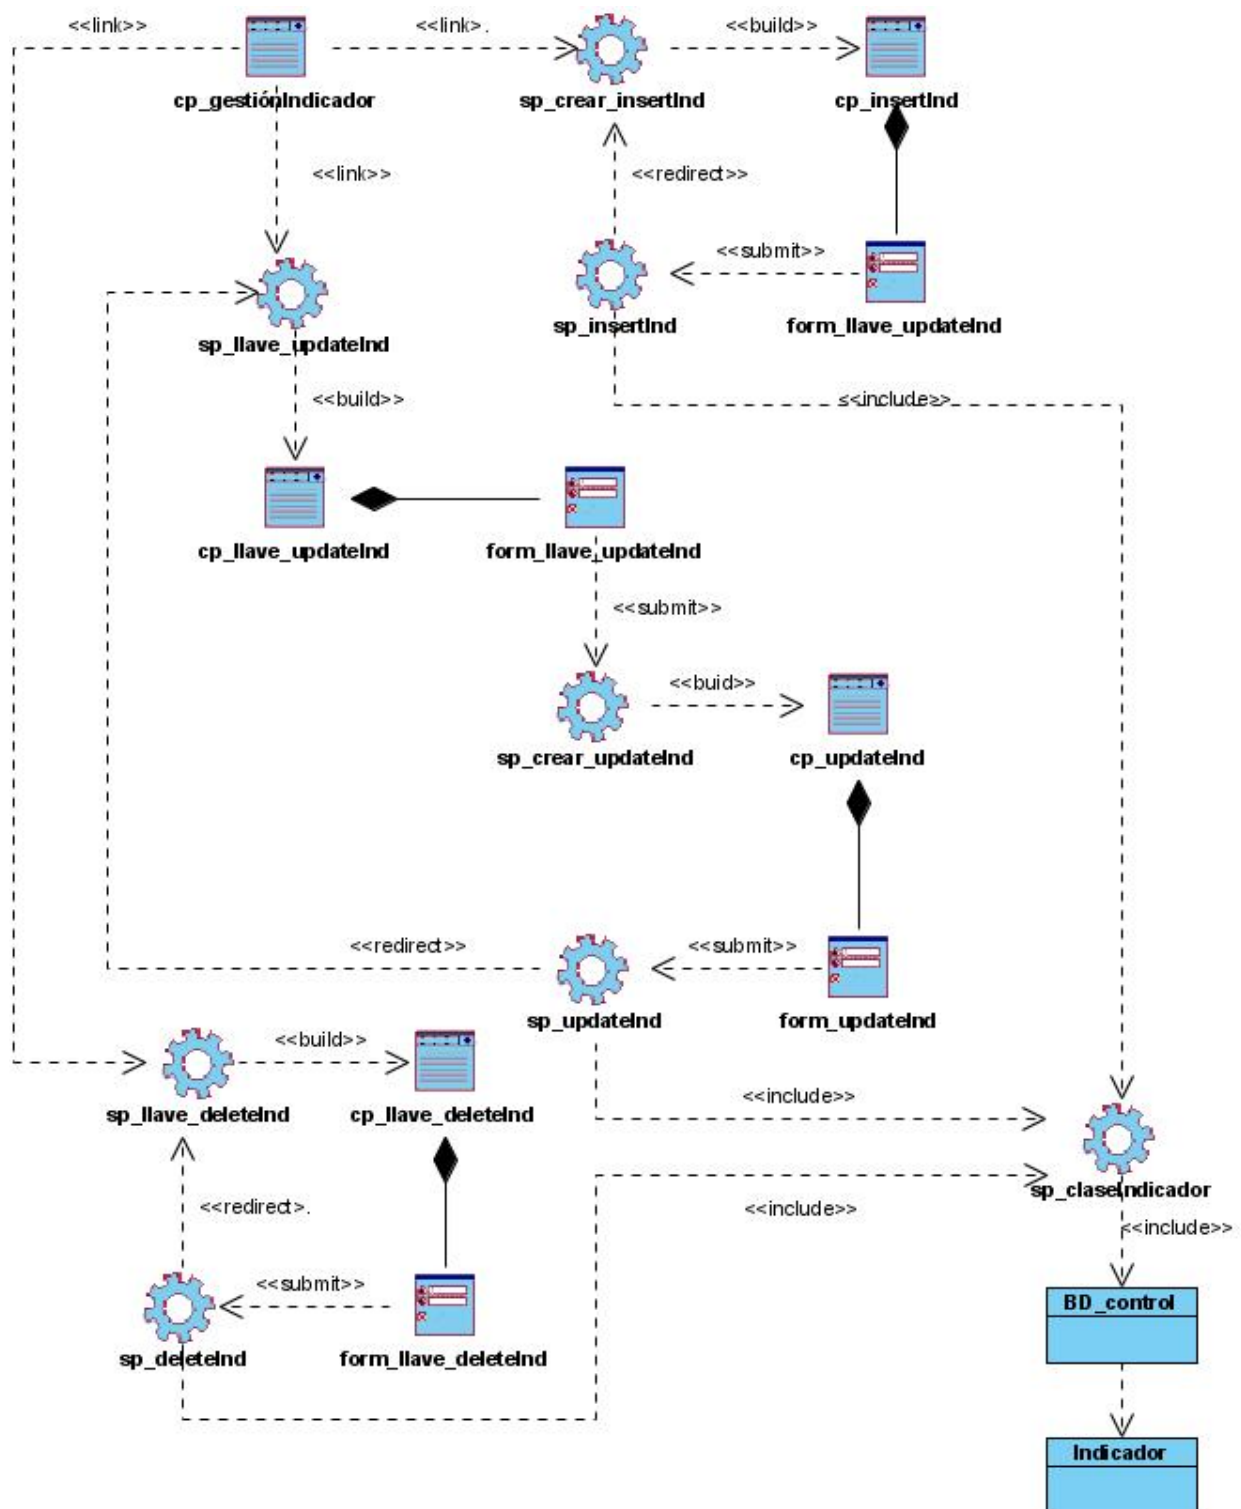 <<link>>
<<link>.
<<build>>
cp_gestiónIndicador
sp_crear_insertInd
cp_insertInd
<<link>>
<<redirect>>
<<submit>>
sp_llave_updateInd
sp_insertInd
form_llave_updateInd
<<build>>
<<include>>
cp_llave_updateInd
form_llave_updateInd
<<submit>>
<<buid>>
sp_crear_updateInd
cp_updateInd
<<redirect>>
<<submit>>
sp_updateInd
form_updateInd
<<build>>
sp_llave_deleteInd
cp_llave_deleteInd
<<include>>
sp_claseIndicador
<<redirect>.
<<include>>
<<include>>
<<submit>>
BD_control
sp_deleteInd
form_llave_deleteInd
Indicador